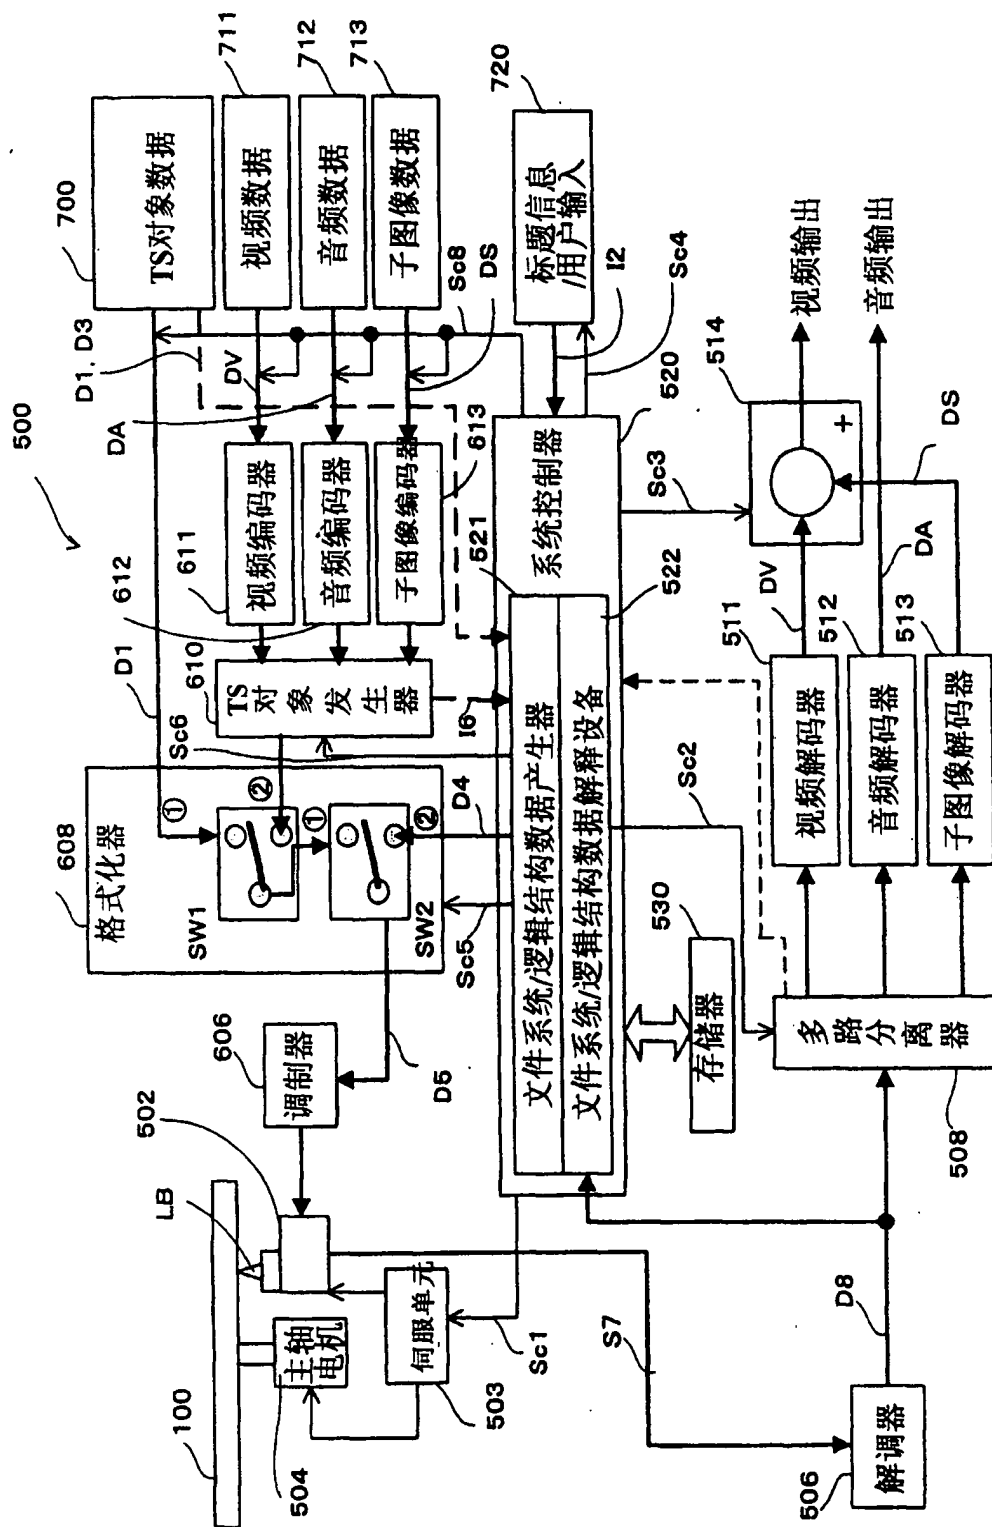 500
100
LB
502
606
调制器
主轴
电机
504
伺服单元
503
Sc1
D5
608
格式化器
①
②
SW1
①
②
SW2
Sc5
D4
D1
612
611
610
Sc6
TS
对象发生器
I6
视频编码器
音频编码器
子图像编码器
613
D1, D3
DV
DA
DS
Sc8
700
TS对象数据
711
视频数据
712
音频数据
713
子图像数据
720
标题信息
/用户输入
I2
Sc4
520
系统控制器
521
文件系统/逻辑结构数据产生器
522
文件系统/逻辑结构数据解释设备
Sc3
Sc2
530
存储器
514
+
视频输出
音频输出
DV
DA
DS
511
视频解码器
512
音频解码器
513
子图像解码器
多路分离器
508
S7
D8
506
解调器